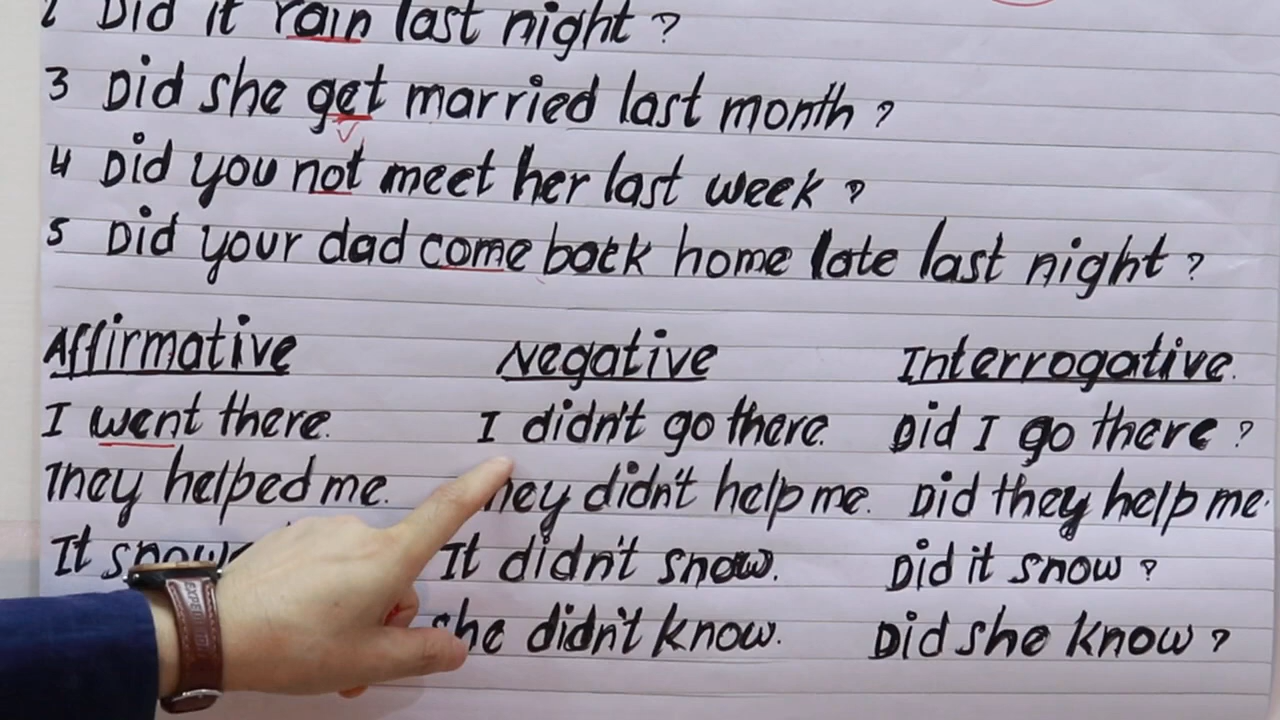 Did it rain last night ?
3 Did she get married last month ?
4 Did you not meet her last week ?
5 Did your dad come back home late last night ?
Affirmative Negative Interrogative.
I went there. I didn't go there. Did I go there ?
They helped me. hey didn't help me. Did they help me.
It It didn't snow. Did it snow ?
she didn't know. Did she know ?